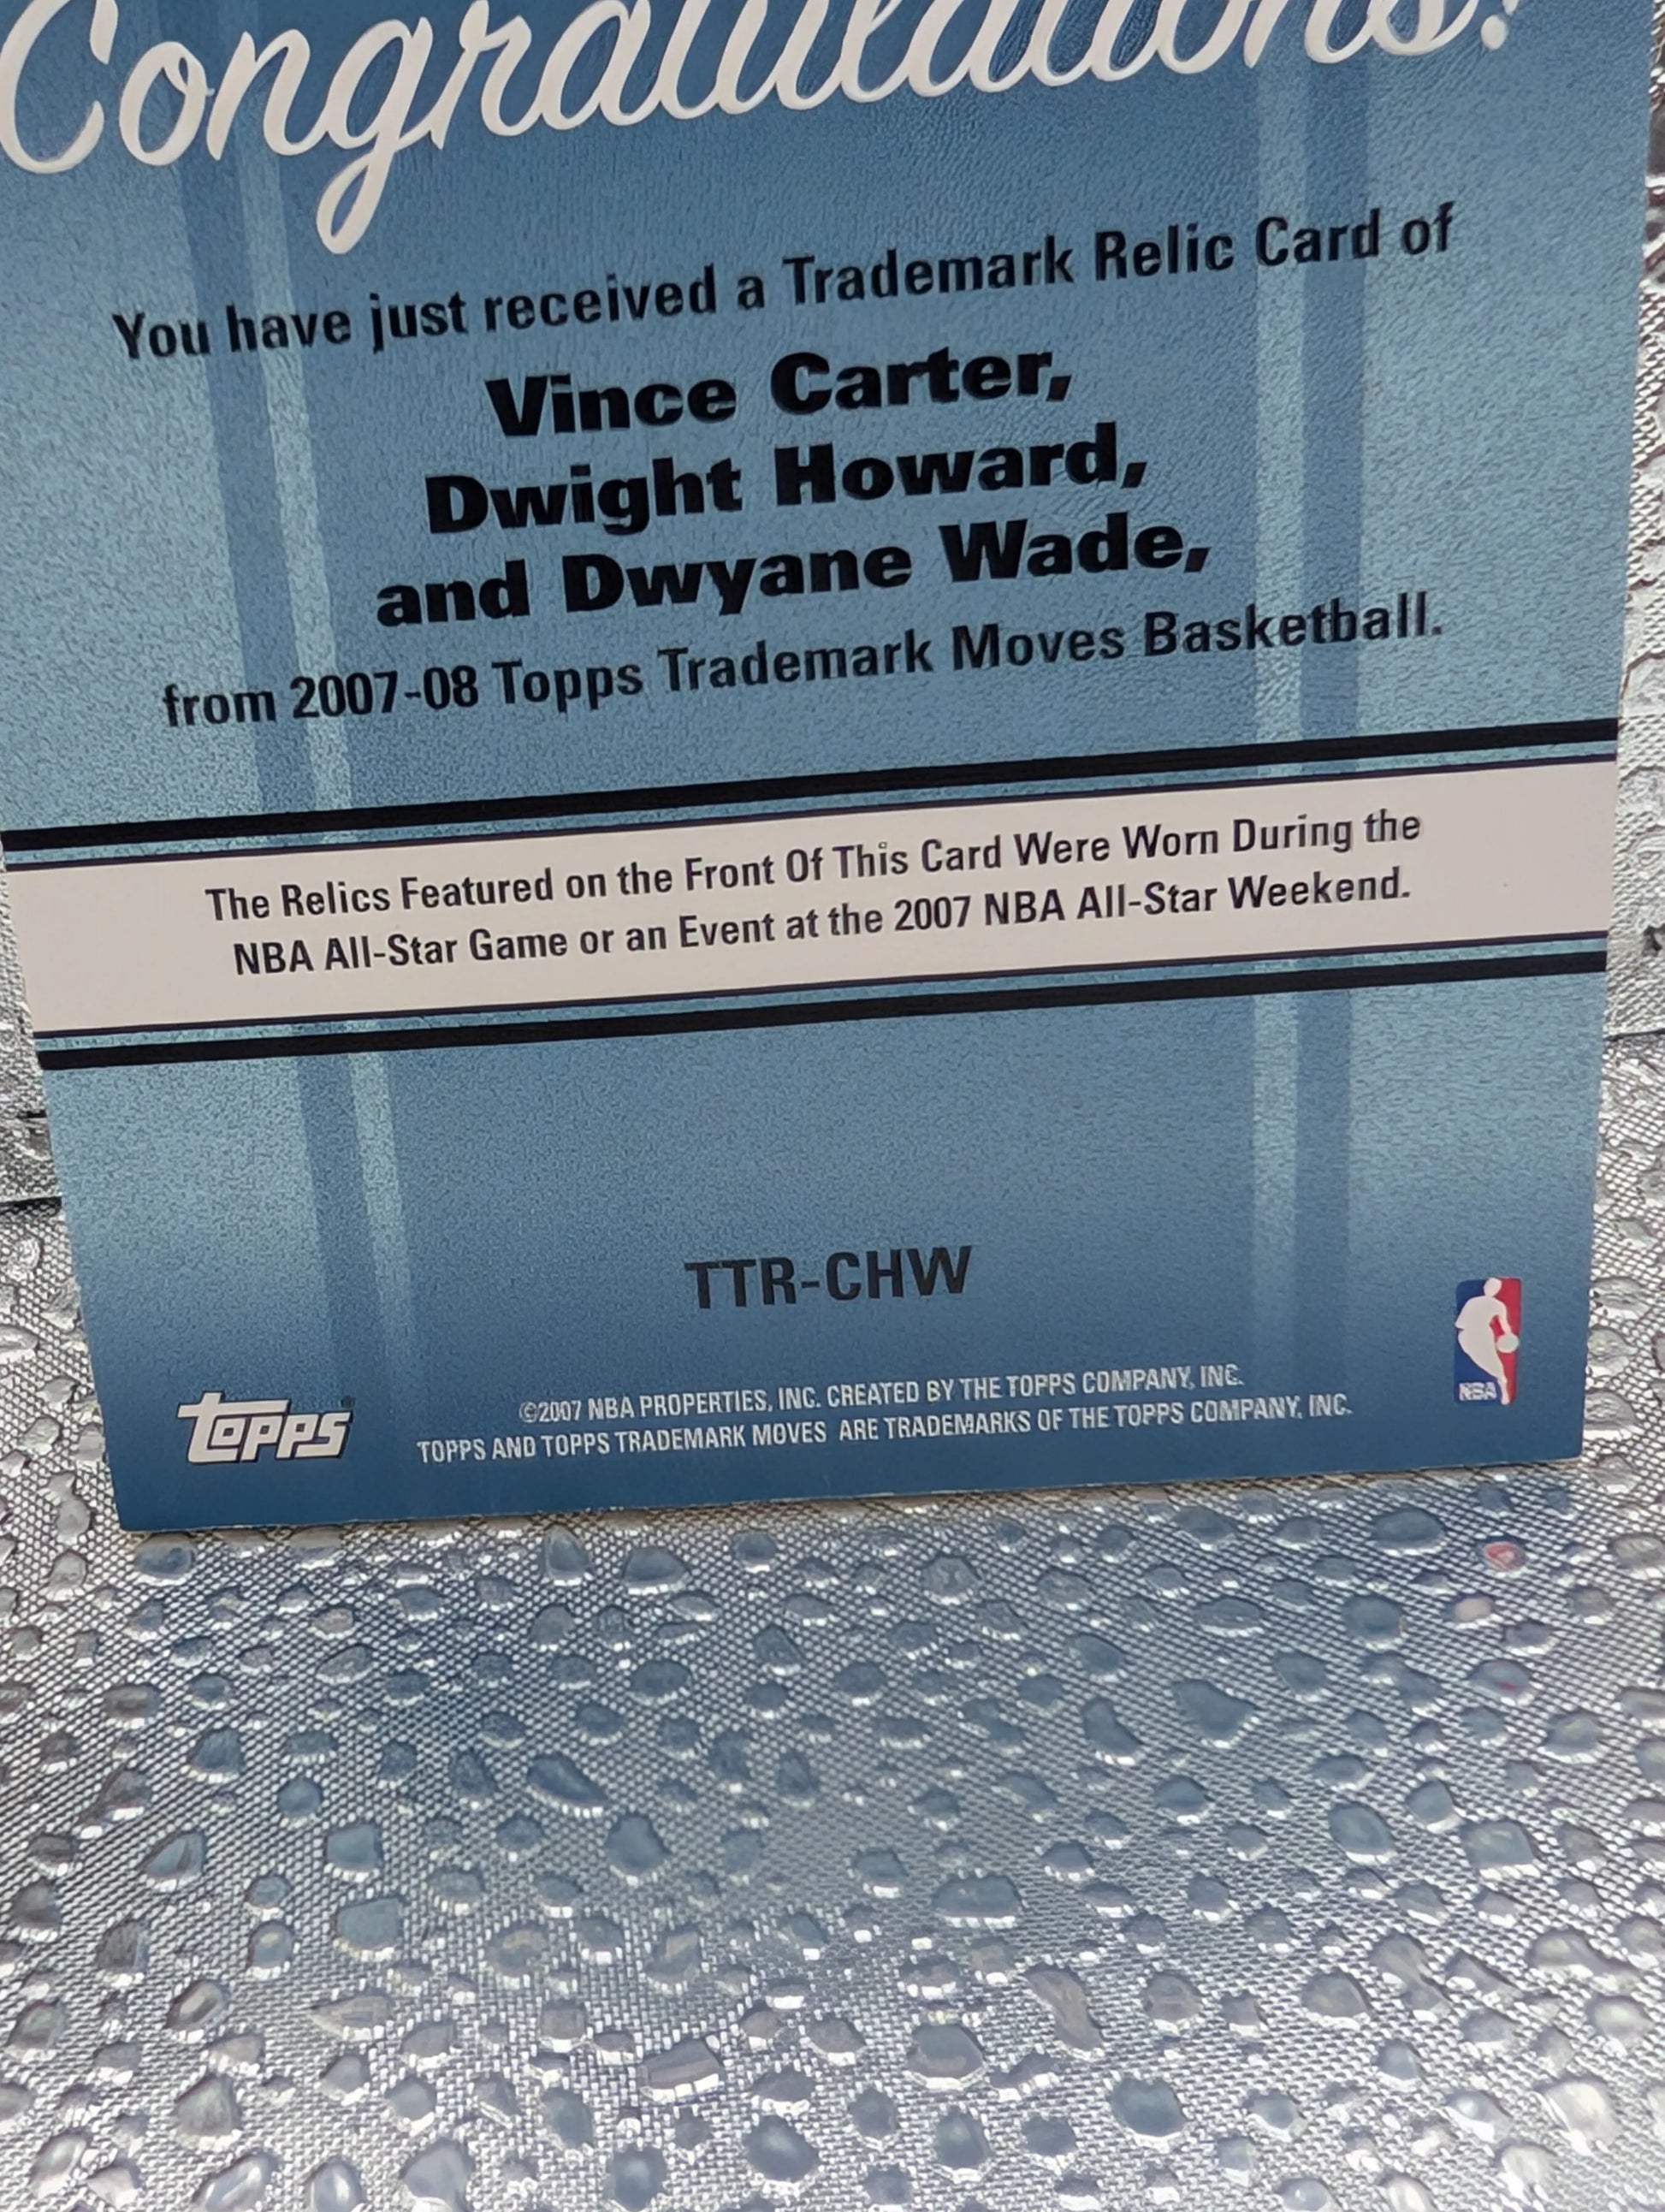 Congratulations!
You have just received a Trademark Relic Card of
Vince Carter,
Dwight Howard,
and Dwyane Wade,
from 2007-08 Topps Trademark Moves Basketball.
The Relics Featured on the Front Of This Card Were Worn During the
NBA All-Star Game or an Event at the 2007 NBA All-Star Weekend.
TTR-CHW
NBA
Topps®
©2007 NBA PROPERTIES, INC. CREATED BY THE TOPPS COMPANY, INC.
TOPPS AND TOPPS TRADEMARK MOVES ARE TRADEMARKS OF THE TOPPS COMPANY, INC.